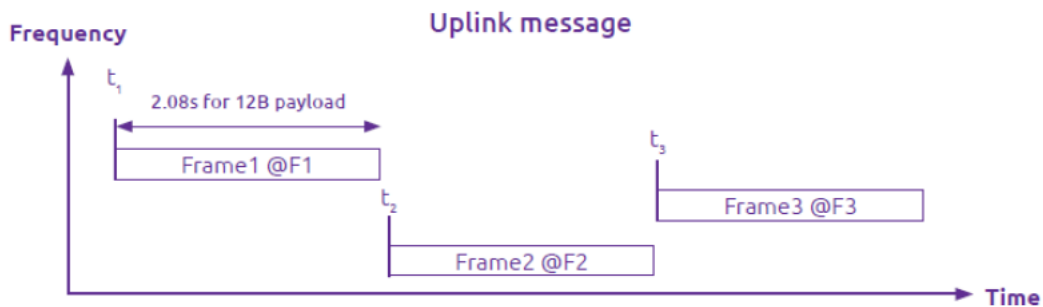 Uplink message
Frequency
t₁
2.08s for 12B payload
Frame1 @F1
t₂
Frame2 @F2
t₃
Frame3 @F3
Time